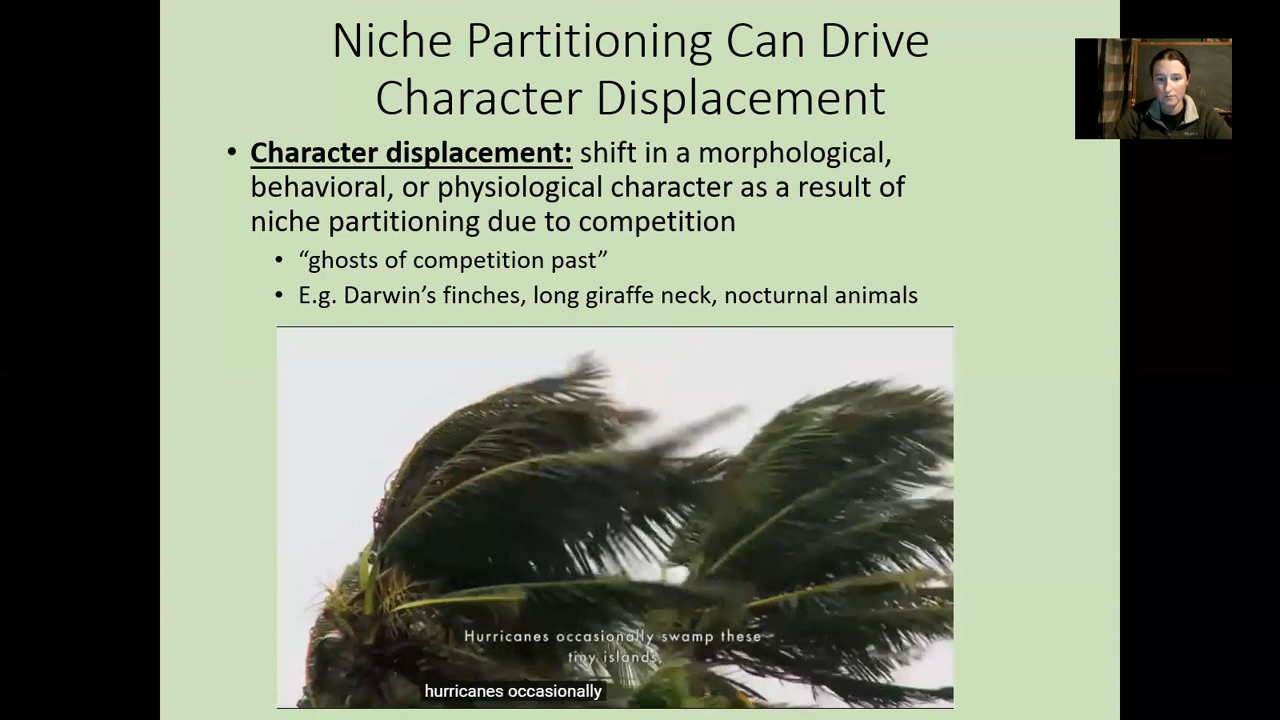 Niche Partitioning Can Drive
Character Displacement
• Character displacement: shift in a morphological,
behavioral, or physiological character as a result of
niche partitioning due to competition
• “ghosts of competition past”
• E.g. Darwin’s finches, long giraffe neck, nocturnal animals
Hurricanes occasionally swamp these
tiny islands,
hurricanes occasionally